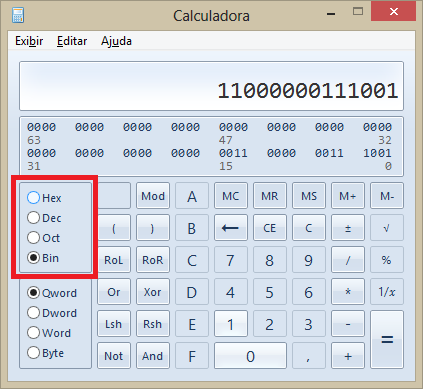 Calculadora
Exibir Editar Ajuda
11000000111001
0000 0000 0000 0000 0000 0000 0000 0000
63 47 32
0000 0000 0000 0000 0011 0000 0011 1001
31 15 0
Hex Mod A MC MR MS M+ M-
Dec ( ) B ← CE C ± √
Oct RoL RoR C 7 8 9 / %
Bin
Qword Or Xor D 4 5 6 * 1/x
Dword Lsh Rsh E 1 2 3 - =
Word
Byte Not And F 0 , +